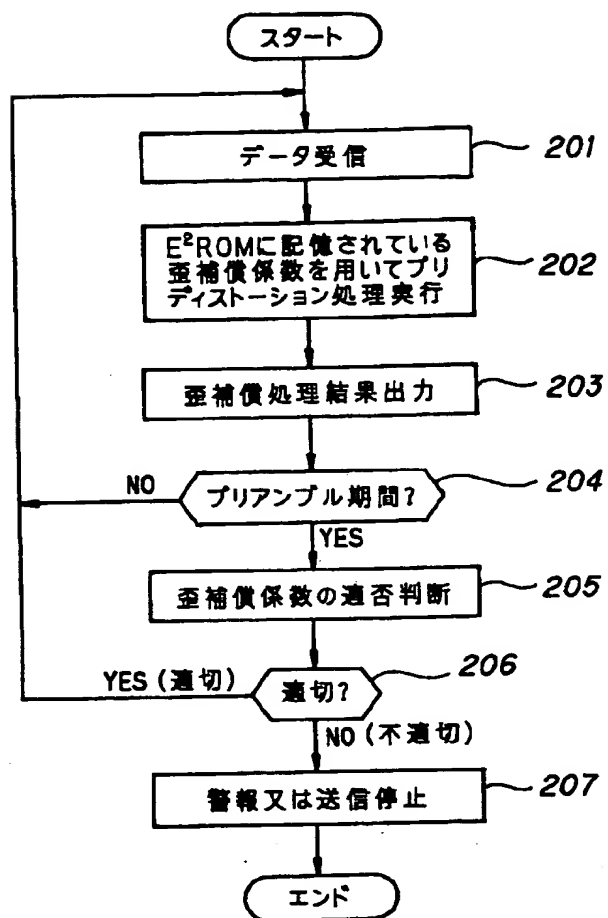 スタート
データ受信
201
E²ROMに記憶されている
歪補償係数を用いてプリ
ディストーション処理実行
202
歪補償処理結果出力
203
プリアンブル期間?
204
NO
YES
歪補償係数の適否判断
205
適切?
206
YES(適切)
NO(不適切)
警報又は送信停止
207
エンド